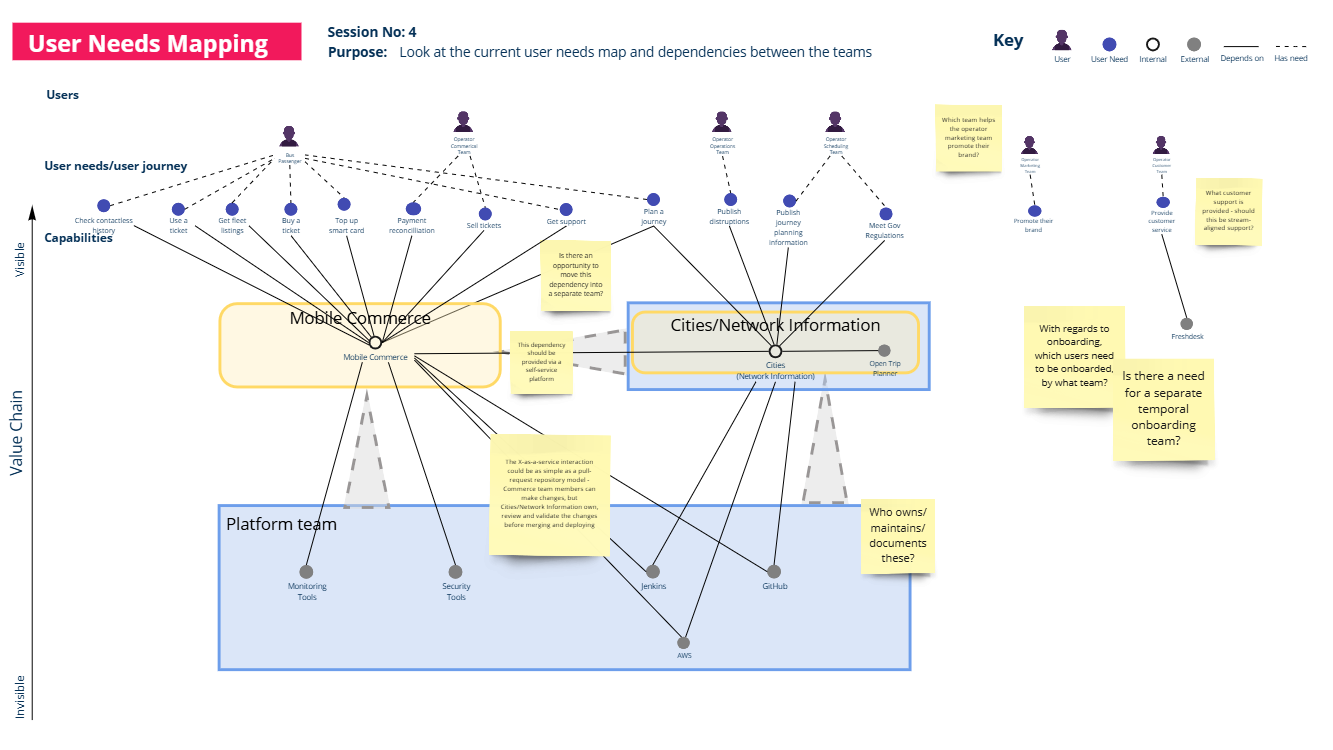 User Needs Mapping
Session No: 4
Purpose: Look at the current user needs map and dependencies between the teams
Key
User
User Need
Internal
External
Depends on
Has need
Users
Bus
Passenger
Operator
Commerical
Team
Operator
Operations
Team
Operator
Scheduling
Team
Which team helps
the operator
marketing team
promote their
brand?
Operator
Marketing
Team
Operator
Customer
Team
User needs/user journey
Check contactless
history
Use a
ticket
Get fleet
listings
Buy a
ticket
Top up
smart card
Payment
reconcilliation
Sell tickets
Get support
Plan a
journey
Publish
distruptions
Publish
journey
planning
information
Meet Gov
Regulations
Promote their
brand
Provide
customer
service
What customer
support is
provided - should
this be stream-
aligned support?
Capabilities
Visible
Value Chain
Invisible
Is there an
opportunity to
move this
dependency into
a separate team?
Mobile Commerce
Mobile Commerce
This dependency
should be
provided via a
self-service
platform
Cities/Network Information
Cities
(Network Information)
Open Trip
Planner
Freshdesk
With regards to
onboarding,
which users need
to be onboarded,
by what team?
Is there a need
for a separate
temporal
onboarding
team?
The X-as-a-service interaction
could be as simple as a pull-
request repository model -
Commerce team members can
make changes, but
Cities/Network Information own,
review and validate the changes
before merging and deploying
Who owns/
maintains/
documents
these?
Platform team
Monitoring
Tools
Security
Tools
Jenkins
GitHub
AWS